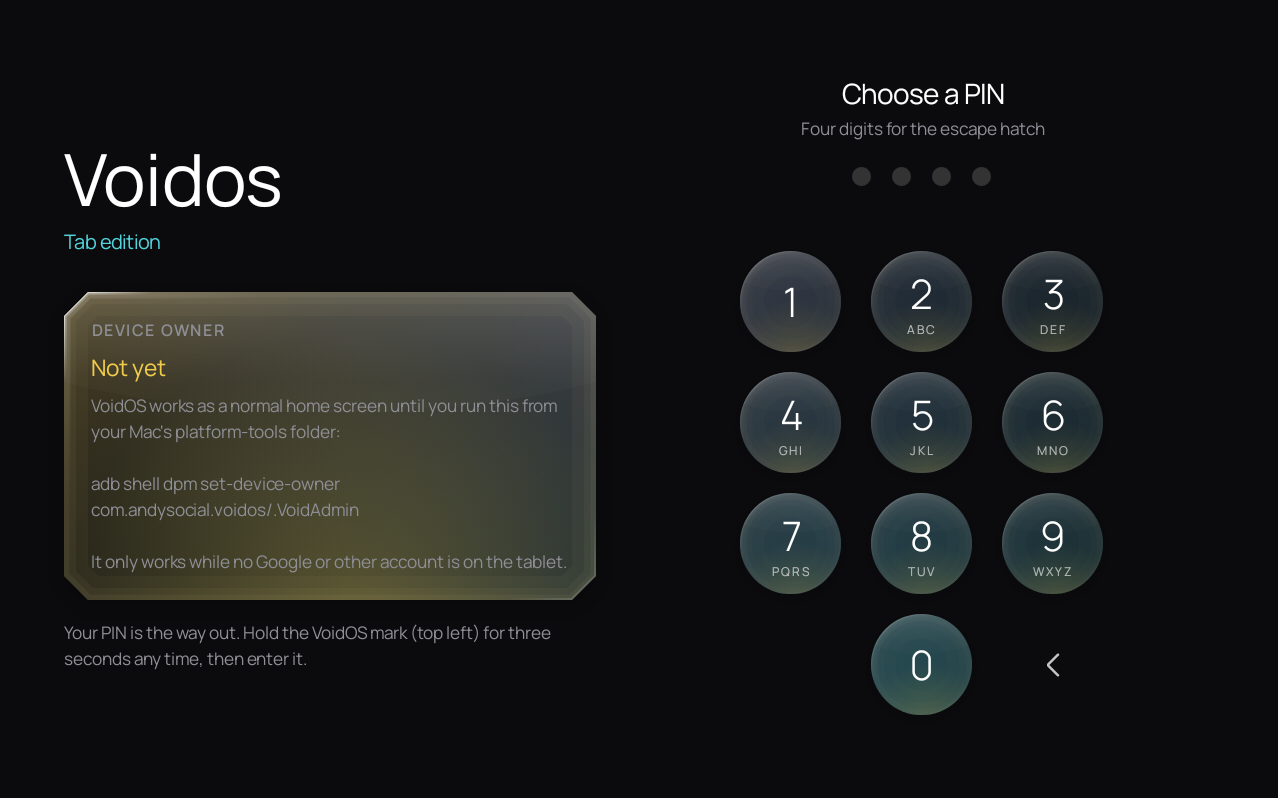 Voidos
Tab edition
DEVICE OWNER
Not yet
VoidOS works as a normal home screen until you run this from
your Mac's platform-tools folder:
adb shell dpm set-device-owner
com.andysocial.voidos/.VoidAdmin
It only works while no Google or other account is on the tablet.
Your PIN is the way out. Hold the VoidOS mark (top left) for three
seconds any time, then enter it.
Choose a PIN
Four digits for the escape hatch
1
2
ABC
3
DEF
4
GHI
5
JKL
6
MNO
7
PQRS
8
TUV
9
WXYZ
0